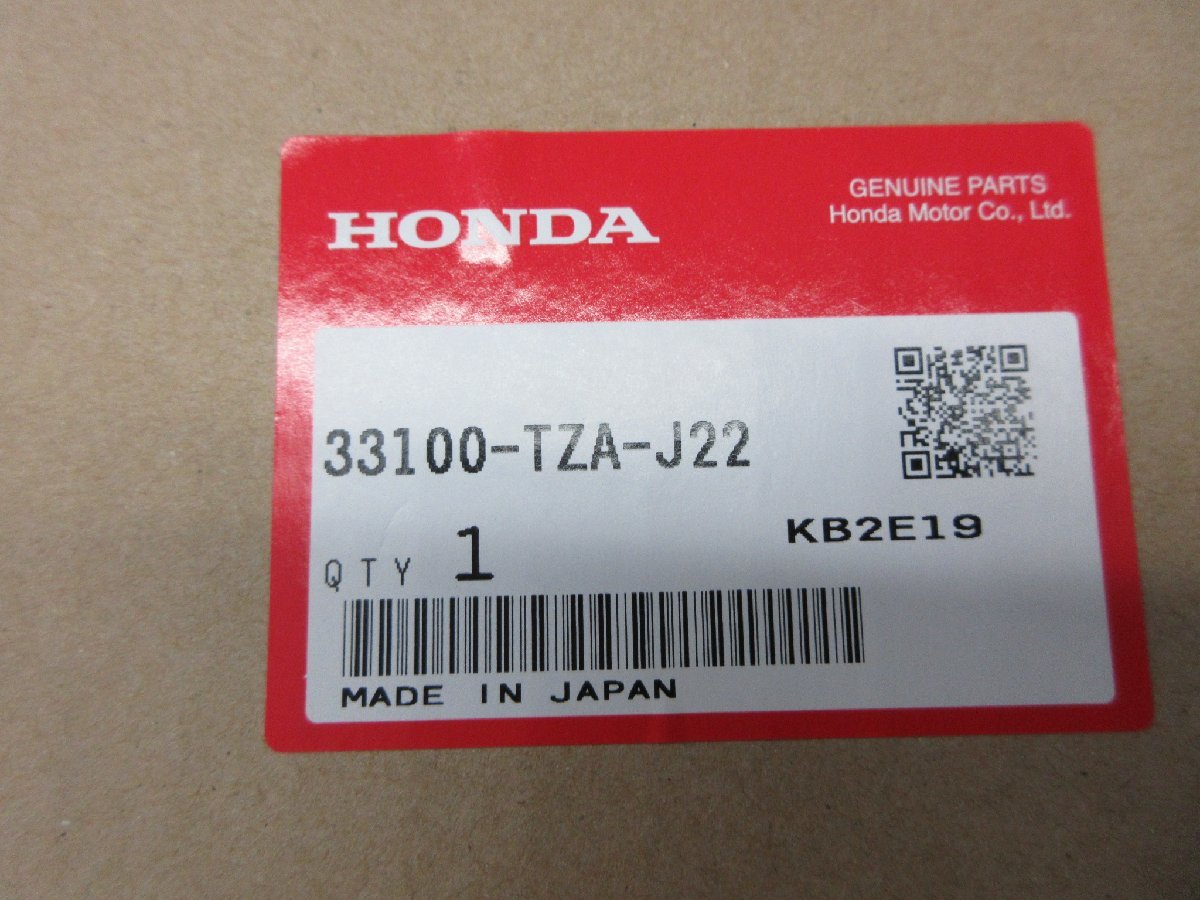 HONDA
GENUINE PARTS
Honda Motor Co., Ltd.
33100-TZA-J22
KB2E19
QTY 1
MADE IN JAPAN